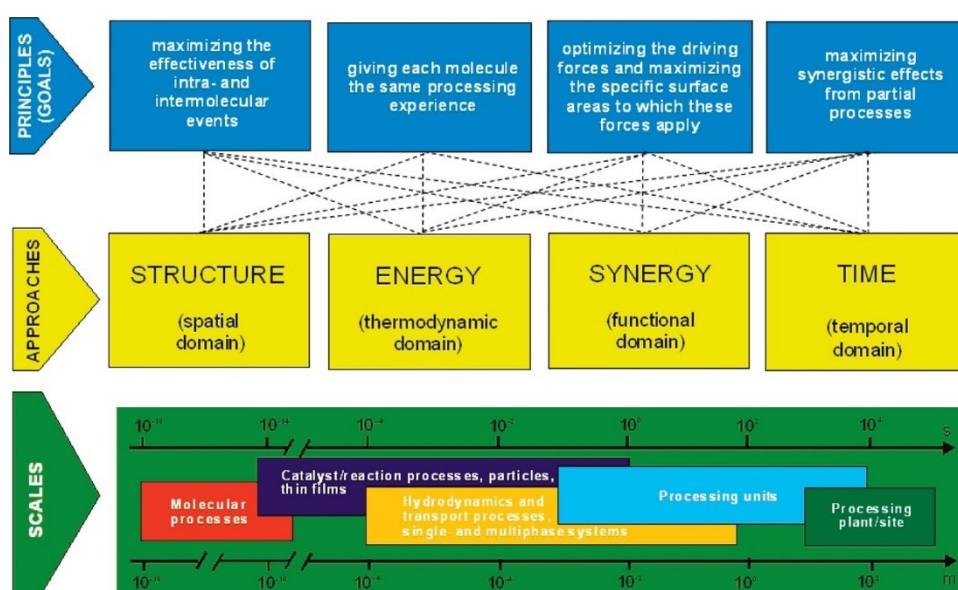 PRINCIPLES
(GOALS)
maximizing the
effectiveness of
intra- and
intermolecular
events
giving each molecule
the same processing
experience
optimizing the driving
forces and maximizing
the specific surface
areas to which these
forces apply
maximizing
synergistic effects
from partial
processes
APPROACHES
STRUCTURE
(spatial
domain)
ENERGY
(thermodynamic
domain)
SYNERGY
(functional
domain)
TIME
(temporal
domain)
SCALES
s
Molecular
processes
Catalyst/reaction processes, particles,
thin films
Hydrodynamics and
transport processes,
single- and multiphase systems
Processing units
Processing
plant/site
m